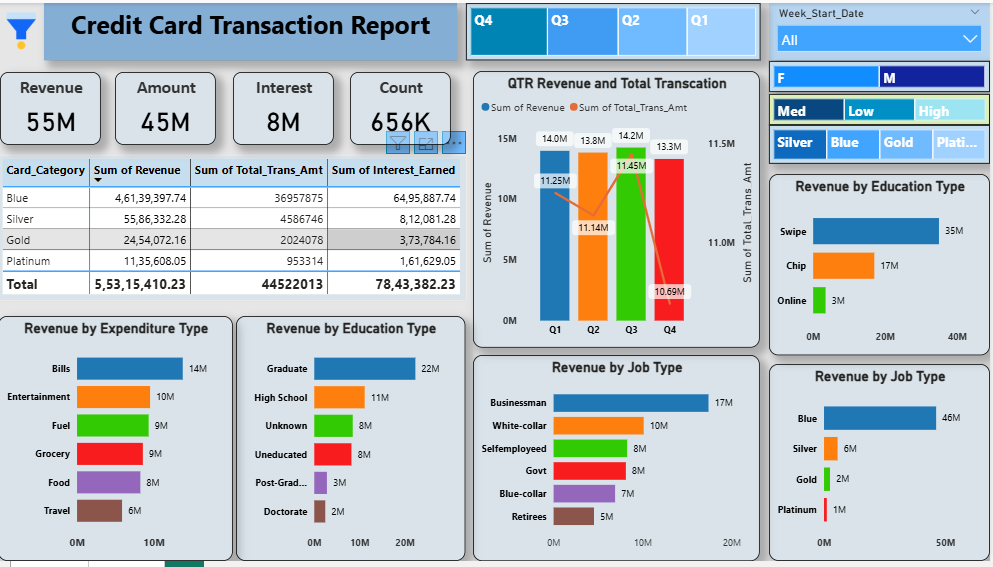 Credit Card Transaction Report
Q4 Q3 Q2 Q1
Week_Start_Date
All
F M
Med Low High
Silver Blue Gold Plati...
Revenue
55M
Amount
45M
Interest
8M
Count
656K
Card_Category Sum of Revenue Sum of Total_Trans_Amt Sum of Interest_Earned
Blue 4,61,39,397.74 36957875 64,95,887.74
Silver 55,86,332.28 4586746 8,12,081.28
Gold 24,54,072.16 2024078 3,73,784.16
Platinum 11,35,608.05 953314 1,61,629.05
Total 5,53,15,410.23 44522013 78,43,382.23
QTR Revenue and Total Transcation
Sum of Revenue Sum of Total_Trans_Amt
Sum of Revenue
15M
10M
5M
0M
14.0M 13.8M 14.2M 13.3M
11.25M 11.14M 11.45M 10.69M
Q1 Q2 Q3 Q4
11.5M
11.0M
Sum of Total_Trans_Amt
Revenue by Education Type
Swipe 35M
Chip 17M
Online 3M
0M 20M 40M
Revenue by Expenditure Type
Bills 14M
Entertainment 10M
Fuel 9M
Grocery 9M
Food 8M
Travel 6M
0M 10M
Revenue by Education Type
Graduate 22M
High School 11M
Unknown 8M
Uneducated 8M
Post-Grad... 3M
Doctorate 2M
0M 10M 20M
Revenue by Job Type
Businessman 17M
White-collar 10M
Selfemployeed 8M
Govt 8M
Blue-collar 7M
Retirees 5M
0M 10M 20M
Revenue by Job Type
Blue 46M
Silver 6M
Gold 2M
Platinum 1M
0M 50M